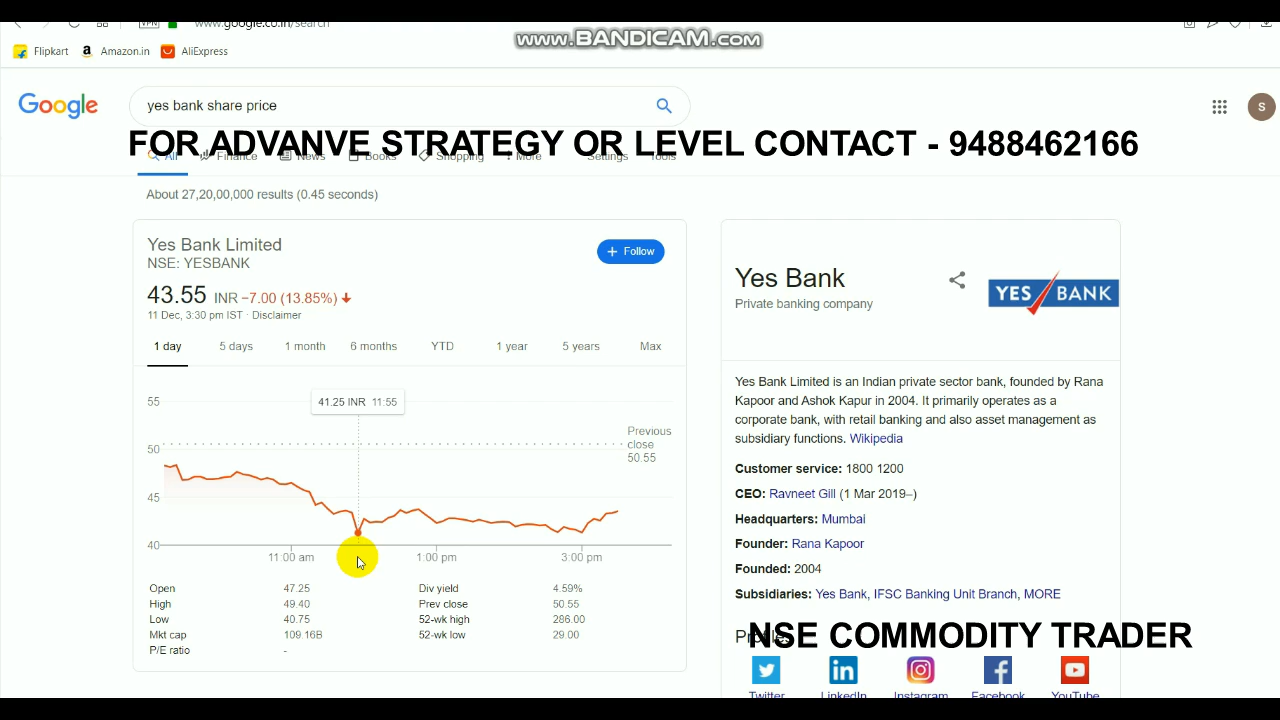 VPN www.google.co.in/search
www.BANDICAM.com
Flipkart Amazon.in AliExpress
Google yes bank share price S
FOR ADVANVE STRATEGY OR LEVEL CONTACT - 9488462166
All Finance News Books Shopping More Settings Tools
About 27,20,00,000 results (0.45 seconds)
Yes Bank Limited
NSE: YESBANK
+ Follow
43.55 INR −7.00 (13.85%)
11 Dec, 3:30 pm IST · Disclaimer
1 day 5 days 1 month 6 months YTD 1 year 5 years Max
41.25 INR 11:55
55
50
45
40
Previous
close
50.55
11:00 am 1:00 pm 3:00 pm
Open 47.25 Div yield 4.59%
High 49.40 Prev close 50.55
Low 40.75 52-wk high 286.00
Mkt cap 109.16B 52-wk low 29.00
P/E ratio -
Yes Bank
Private banking company
YES BANK
Yes Bank Limited is an Indian private sector bank, founded by Rana
Kapoor and Ashok Kapur in 2004. It primarily operates as a
corporate bank, with retail banking and also asset management as
subsidiary functions. Wikipedia
Customer service: 1800 1200
CEO: Ravneet Gill (1 Mar 2019–)
Headquarters: Mumbai
Founder: Rana Kapoor
Founded: 2004
Subsidiaries: Yes Bank, IFSC Banking Unit Branch, MORE
Profiles
NSE COMMODITY TRADER
Twitter LinkedIn Instagram Facebook YouTube